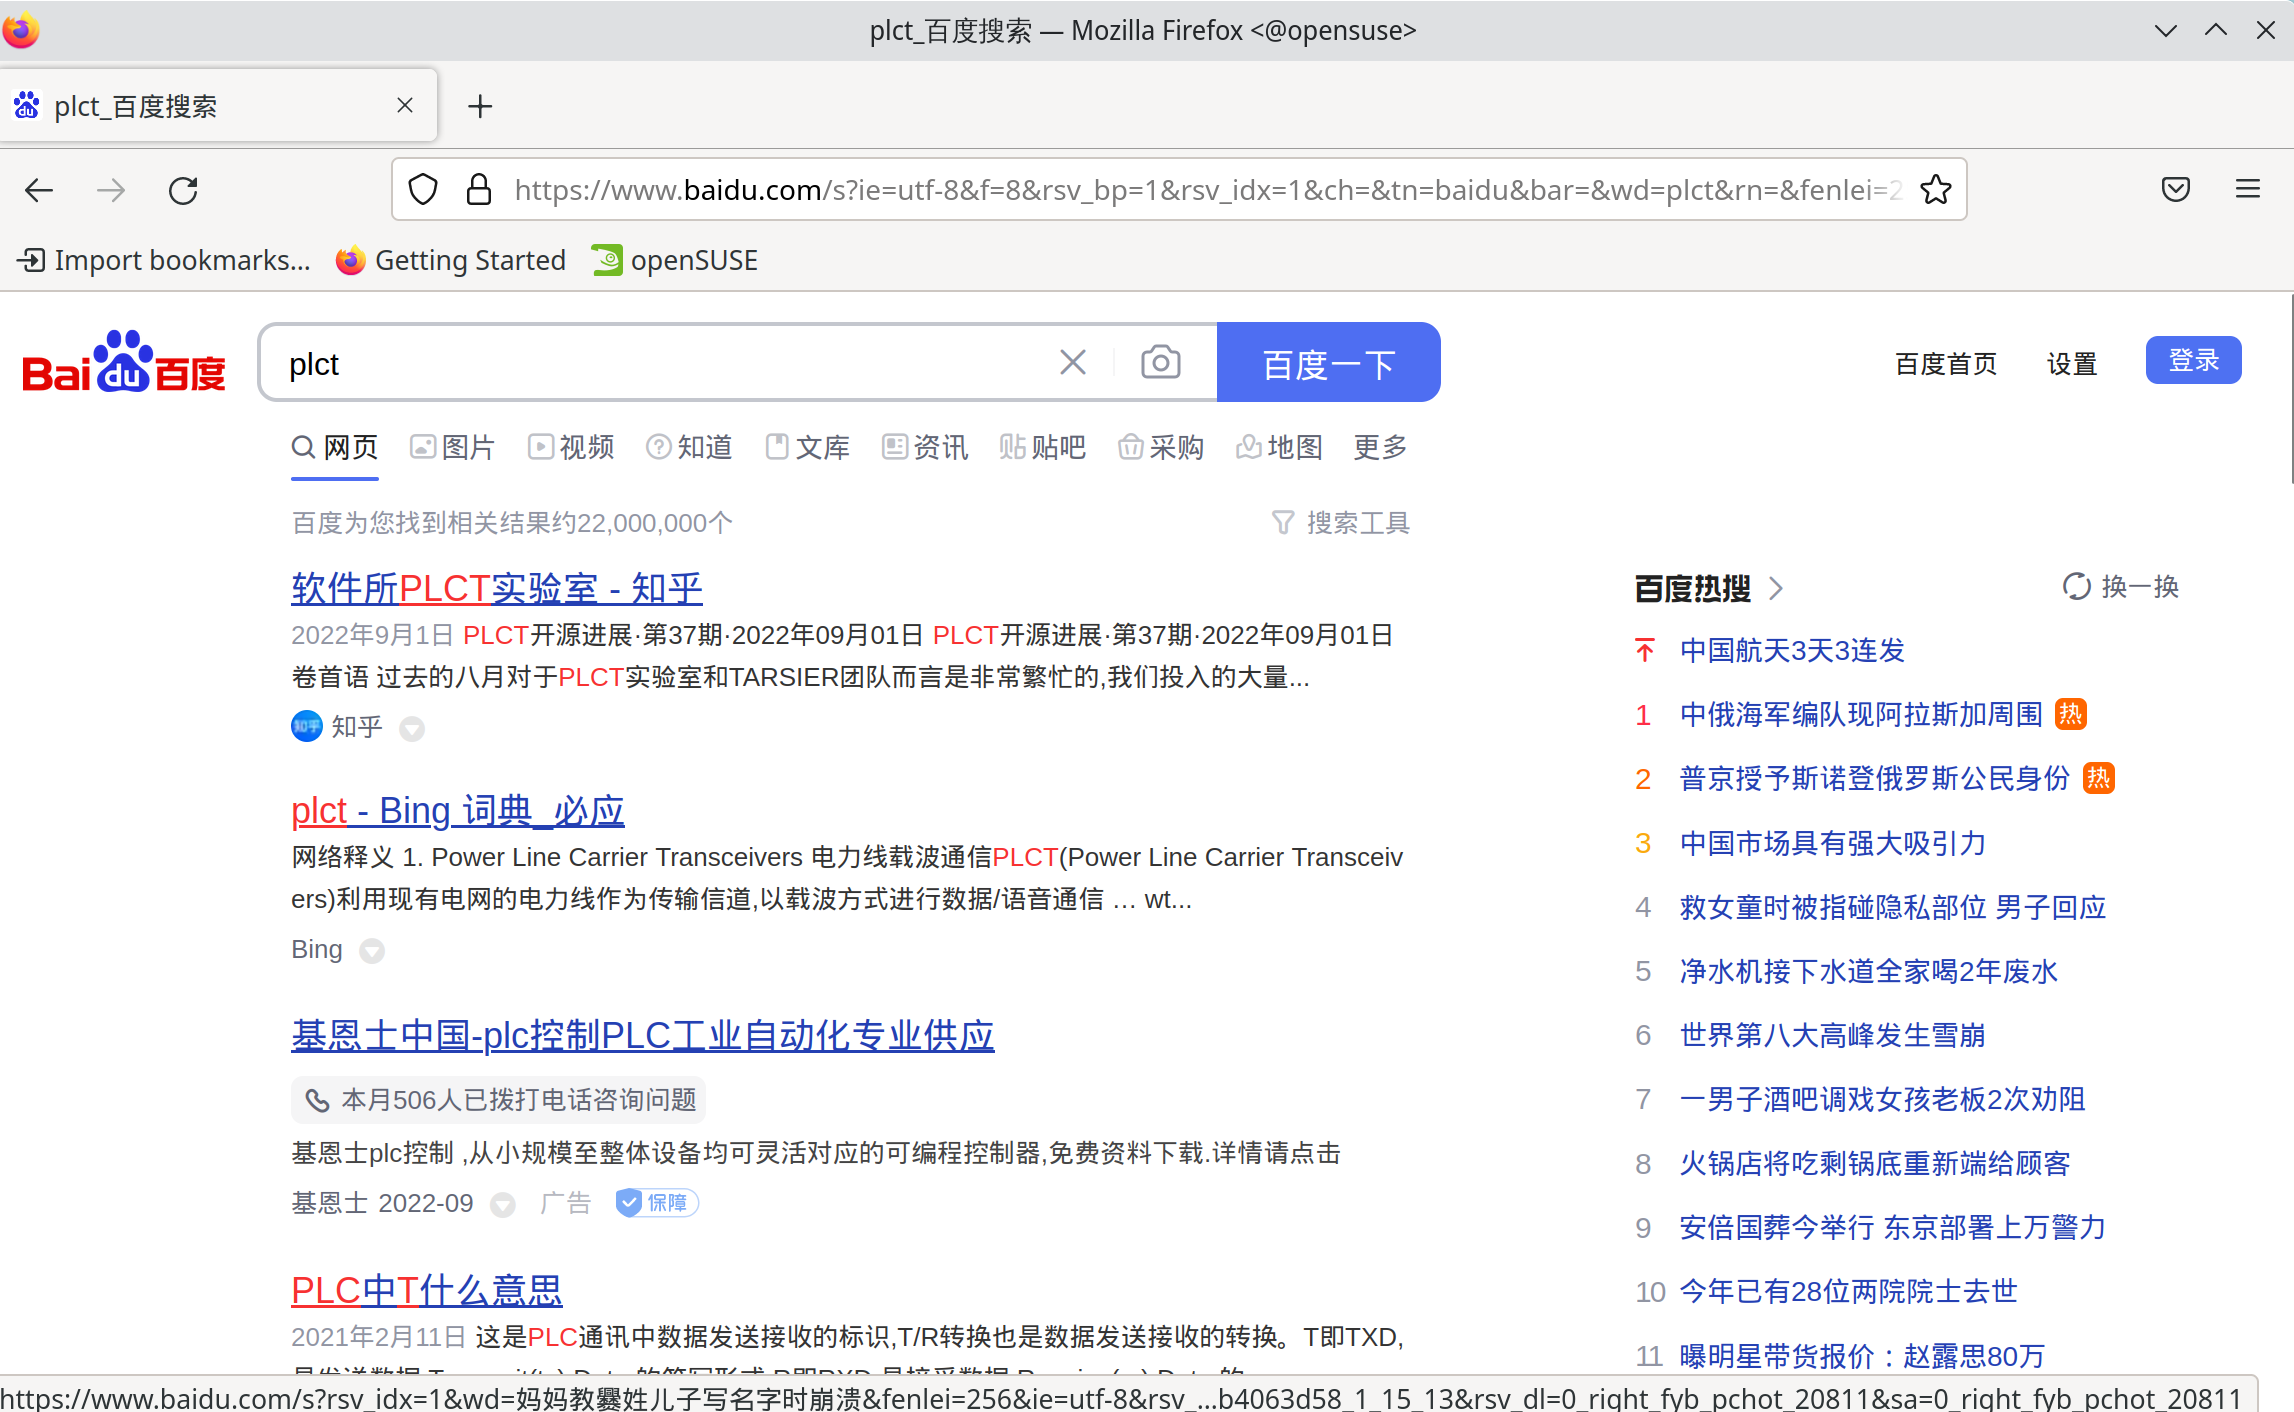 plct_百度搜索 — Mozilla Firefox <@opensuse>
plct_百度搜索
https://www.baidu.com/s?ie=utf-8&f=8&rsv_bp=1&rsv_idx=1&ch=&tn=baidu&bar=&wd=plct&rn=&fenlei=2
Import bookmarks... Getting Started openSUSE
Bai du 百度 plct 百度一下 百度首页 设置 登录
网页 图片 视频 知道 文库 资讯 贴吧 采购 地图 更多
百度为您找到相关结果约22,000,000个 搜索工具
软件所PLCT实验室 - 知乎
2022年9月1日 PLCT开源进展·第37期·2022年09月01日 PLCT开源进展·第37期·2022年09月01日
卷首语 过去的八月对于PLCT实验室和TARSIER团队而言是非常繁忙的,我们投入的大量...
知乎 知乎
plct - Bing 词典_必应
网络释义 1. Power Line Carrier Transceivers 电力线载波通信PLCT(Power Line Carrier Transceiv
ers)利用现有电网的电力线作为传输信道,以载波方式进行数据/语音通信 … wt...
Bing
基恩士中国-plc控制PLC工业自动化专业供应
本月506人已拨打电话咨询问题
基恩士plc控制 ,从小规模至整体设备均可灵活对应的可编程控制器,免费资料下载.详情请点击
基恩士 2022-09 广告 保障
PLC中T什么意思
2021年2月11日 这是PLC通讯中数据发送接收的标识,T/R转换也是数据发送接收的转换。T即TXD,
百度热搜 换一换
中国航天3天3连发
1 中俄海军编队现阿拉斯加周围 热
2 普京授予斯诺登俄罗斯公民身份 热
3 中国市场具有强大吸引力
4 救女童时被指碰隐私部位 男子回应
5 净水机接下水道全家喝2年废水
6 世界第八大高峰发生雪崩
7 一男子酒吧调戏女孩老板2次劝阻
8 火锅店将吃剩锅底重新端给顾客
9 安倍国葬今举行 东京部署上万警力
10 今年已有28位两院院士去世
11 曝明星带货报价：赵露思80万
https://www.baidu.com/s?rsv_idx=1&wd=妈妈教爨姓儿子写名字时崩溃&fenlei=256&ie=utf-8&rsv_...b4063d58_1_15_13&rsv_dl=0_right_fyb_pchot_20811&sa=0_right_fyb_pchot_20811